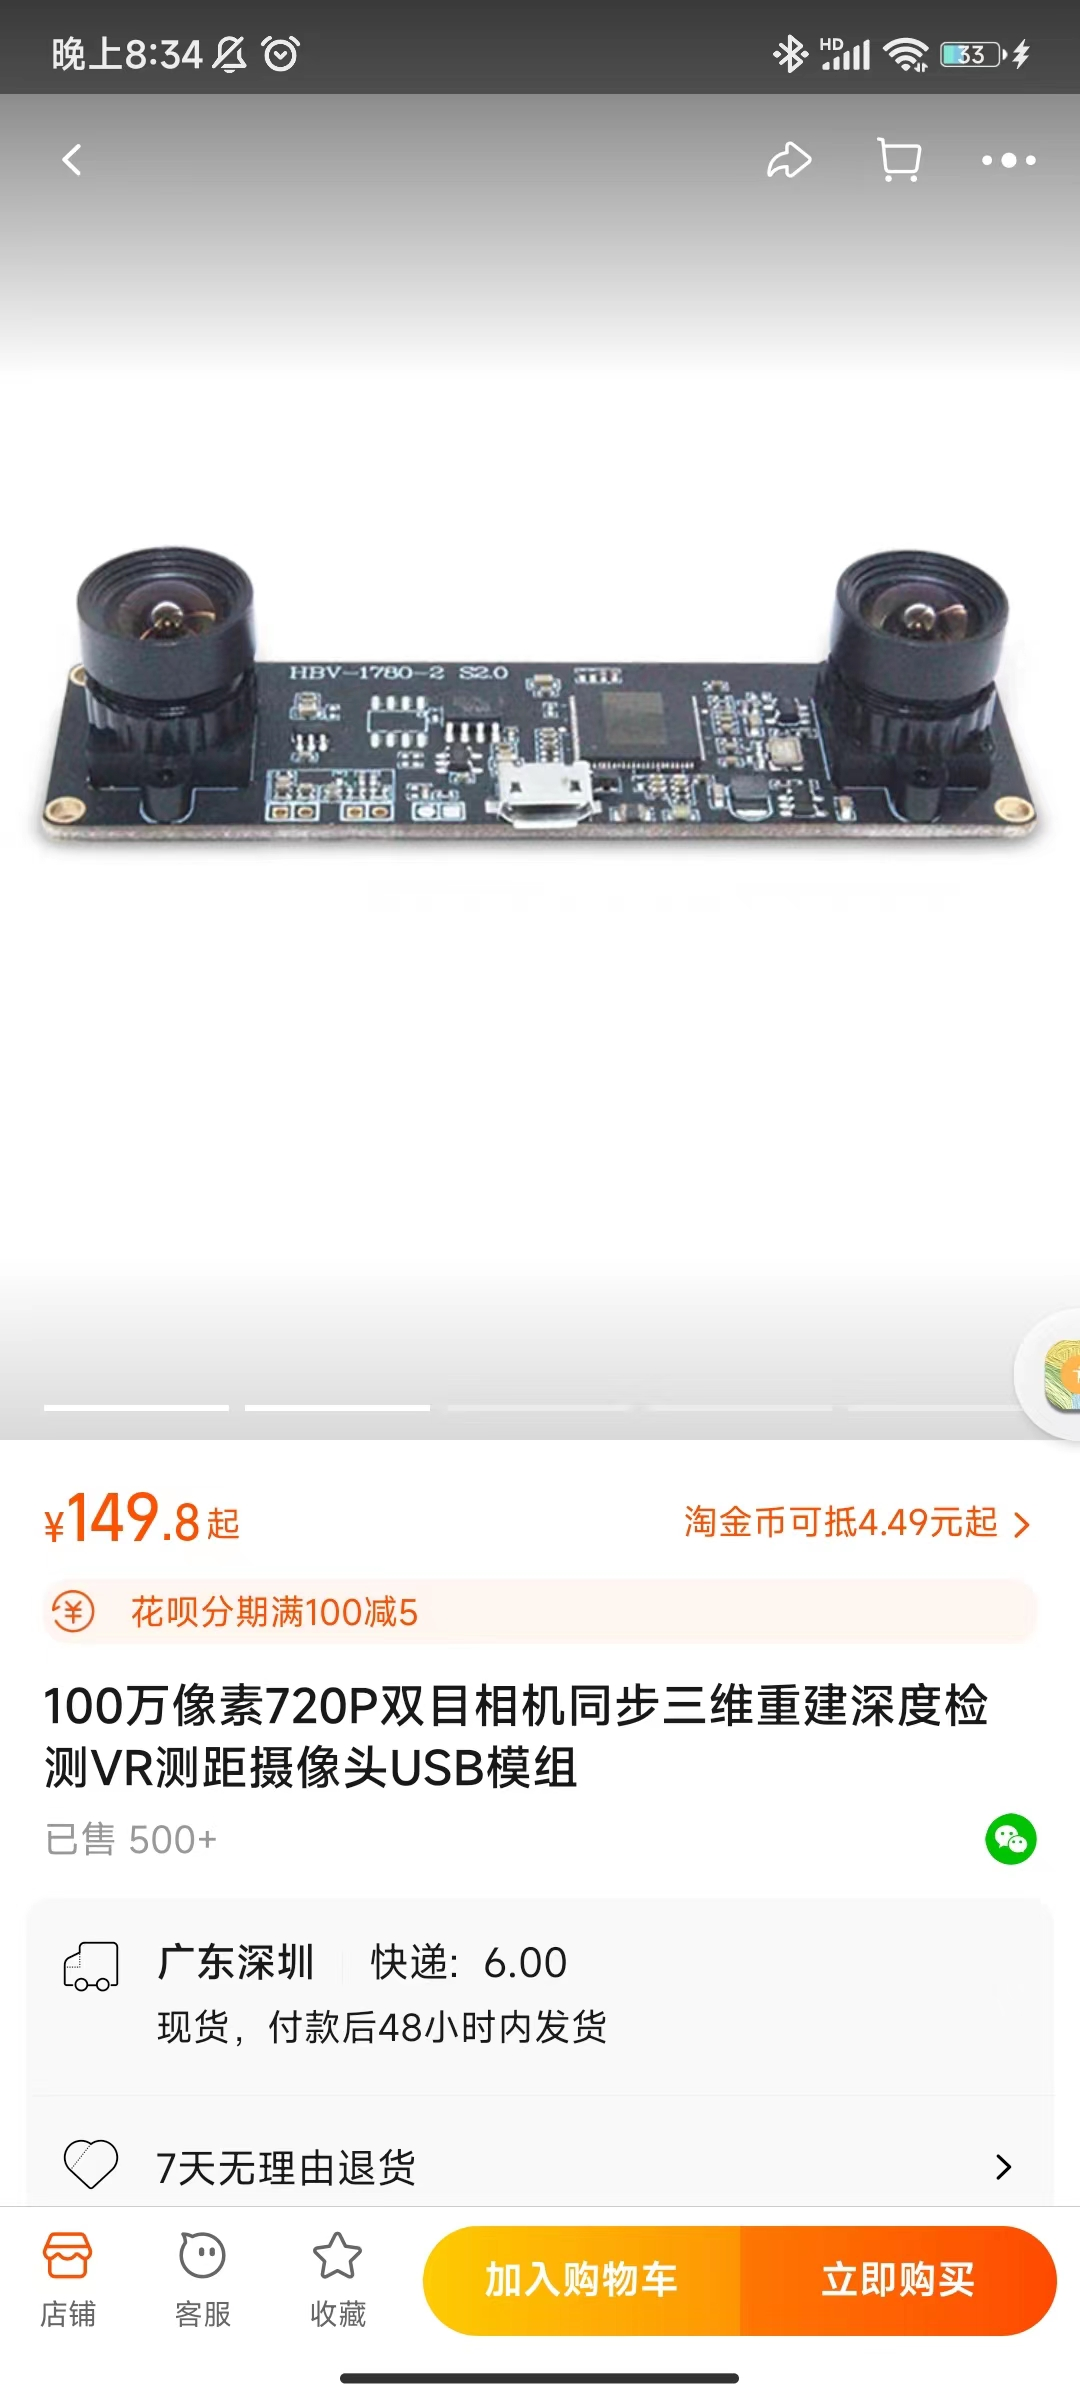 晚上8:34
HD
33
HBV-1780-2 S2.0
¥149.8起
淘金币可抵4.49元起
花呗分期满100减5
100万像素720P双目相机同步三维重建深度检
测VR测距摄像头USB模组
已售 500+
广东深圳
快递: 6.00
现货，付款后48小时内发货
7天无理由退货
店铺
客服
收藏
加入购物车
立即购买